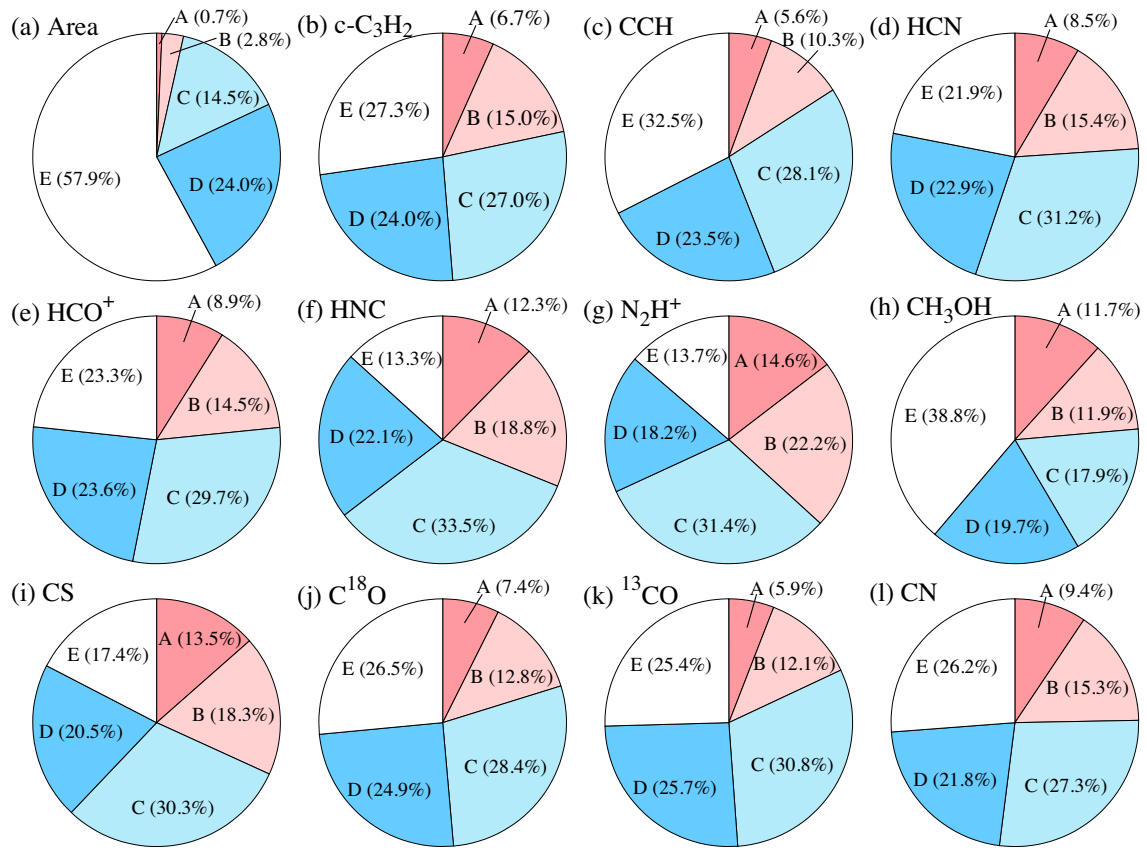 (a) Area
A (0.7%)
B (2.8%)
C (14.5%)
D (24.0%)
E (57.9%)
(b) c-C₃H₂
A (6.7%)
B (15.0%)
C (27.0%)
D (24.0%)
E (27.3%)
(c) CCH
A (5.6%)
B (10.3%)
C (28.1%)
D (23.5%)
E (32.5%)
(d) HCN
A (8.5%)
B (15.4%)
C (31.2%)
D (22.9%)
E (21.9%)
(e) HCO⁺
A (8.9%)
B (14.5%)
C (29.7%)
D (23.6%)
E (23.3%)
(f) HNC
A (12.3%)
B (18.8%)
C (33.5%)
D (22.1%)
E (13.3%)
(g) N₂H⁺
A (14.6%)
B (22.2%)
C (31.4%)
D (18.2%)
E (13.7%)
(h) CH₃OH
A (11.7%)
B (11.9%)
C (17.9%)
D (19.7%)
E (38.8%)
(i) CS
A (13.5%)
B (18.3%)
C (30.3%)
D (20.5%)
E (17.4%)
(j) C¹⁸O
A (7.4%)
B (12.8%)
C (28.4%)
D (24.9%)
E (26.5%)
(k) ¹³CO
A (5.9%)
B (12.1%)
C (30.8%)
D (25.7%)
E (25.4%)
(l) CN
A (9.4%)
B (15.3%)
C (27.3%)
D (21.8%)
E (26.2%)